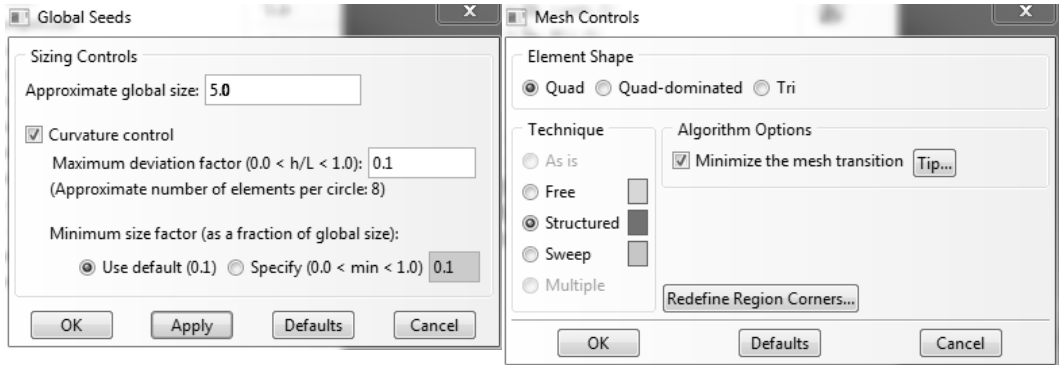 Global Seeds
x
Sizing Controls
Approximate global size: 5.0
Curvature control
Maximum deviation factor (0.0 < h/L < 1.0): 0.1
(Approximate number of elements per circle: 8)
Minimum size factor (as a fraction of global size):
Use default (0.1) Specify (0.0 < min < 1.0) 0.1
OK Apply Defaults Cancel
Mesh Controls
x
Element Shape
Quad Quad-dominated Tri
Technique
As is
Free
Structured
Sweep
Multiple
Algorithm Options
Minimize the mesh transition Tip...
Redefine Region Corners...
OK Defaults Cancel